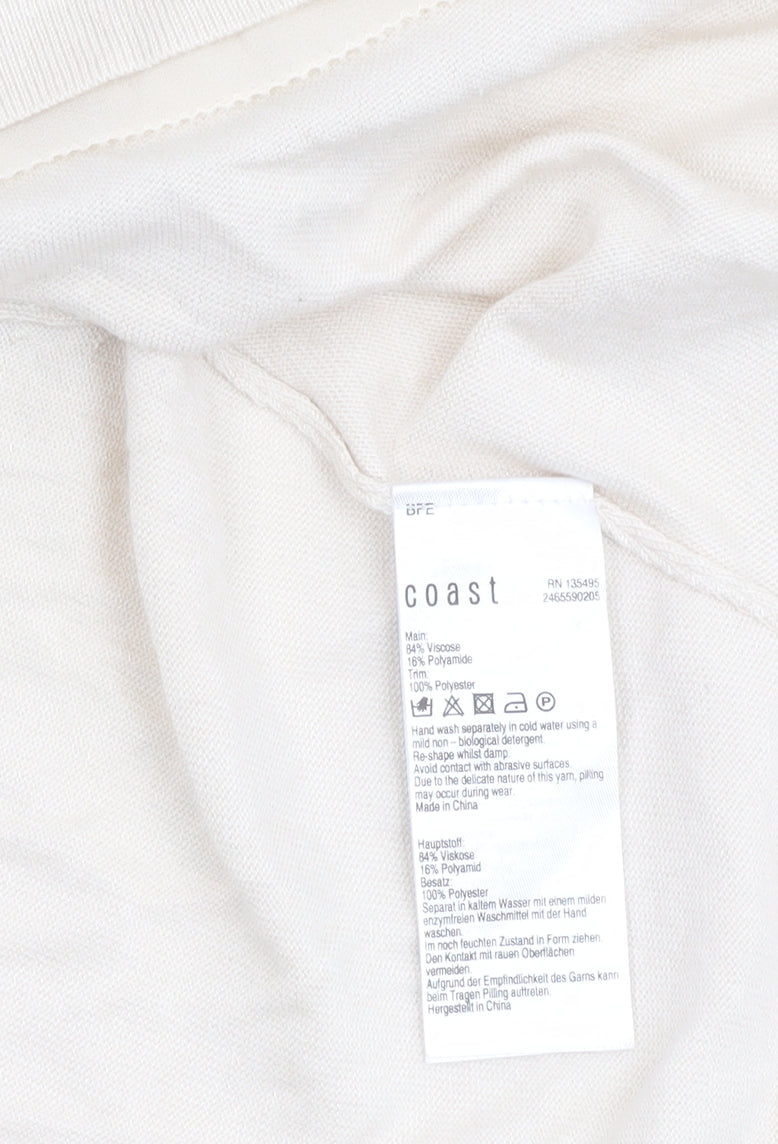 BFE
coast
RN 135495
2465590205
Main:
84% Viscose
16% Polyamide
Trim:
100% Polyester
P
Hand wash separately in cold water using a
mild non – biological detergent.
Re-shape whilst damp.
Avoid contact with abrasive surfaces.
Due to the delicate nature of this yarn, pilling
may occur during wear.
Made in China
Hauptstoff:
84% Viskose
16% Polyamid
Besatz:
100% Polyester
Separat in kaltem Wasser mit einem milden
enzymfreien Waschmittel mit der Hand
waschen.
Im noch feuchten Zustand in Form ziehen.
Den Kontakt mit rauen Oberflächen
vermeiden.
Aufgrund der Empfindlichkeit des Garns kann
beim Tragen Pilling auftreten.
Hergestellt in China